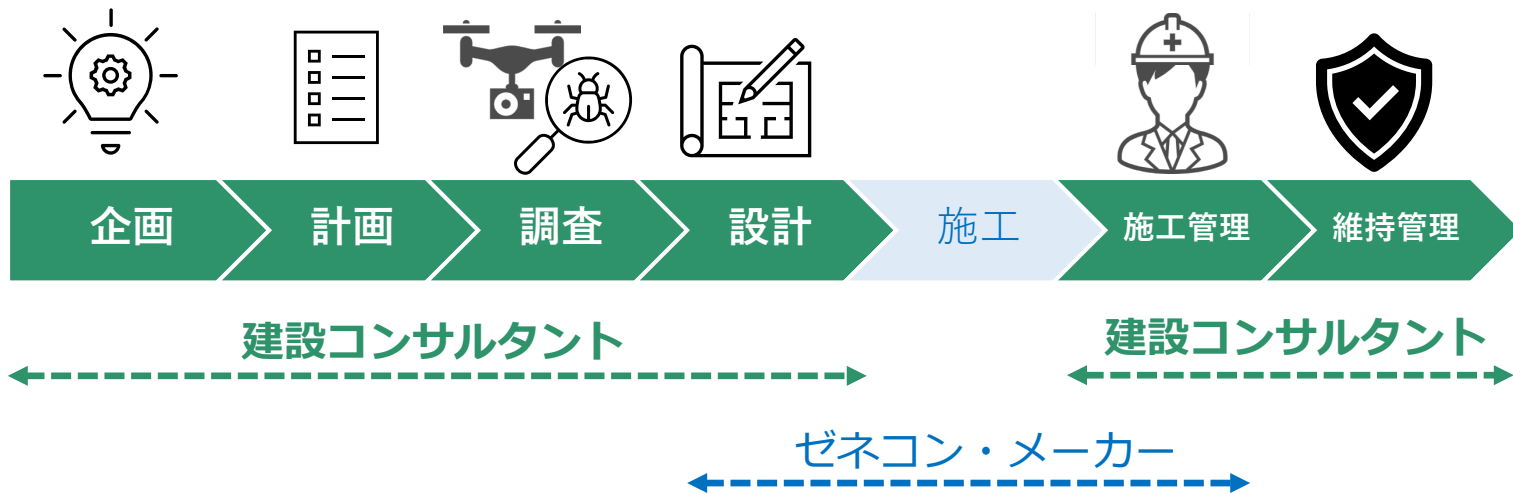 企画
計画
調査
設計
施工
施工管理
維持管理
建設コンサルタント
建設コンサルタント
ゼネコン・メーカー